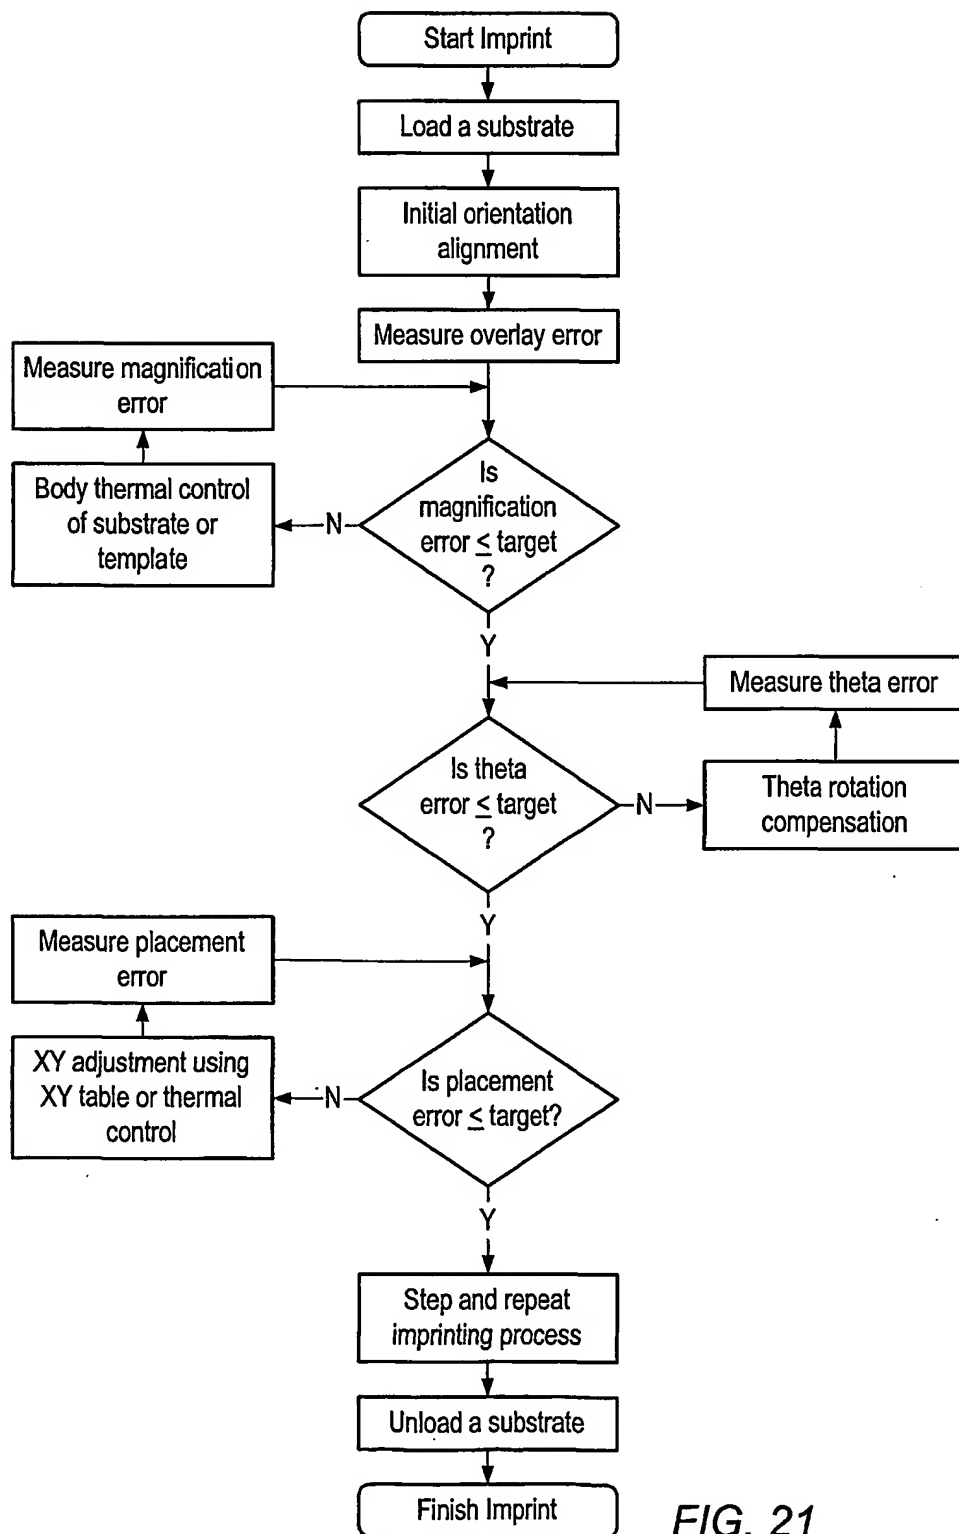 Start Imprint
Load a substrate
Initial orientation
alignment
Measure overlay error
Measure magnification
error
Body thermal control
of substrate or
template
N
Is
magnification
error ≤ target
?
Y
Measure theta error
Is theta
error ≤ target
?
N
Theta rotation
compensation
Y
Measure placement
error
XY adjustment using
XY table or thermal
control
N
Is placement
error ≤ target?
Y
Step and repeat
imprinting process
Unload a substrate
Finish Imprint
FIG. 21